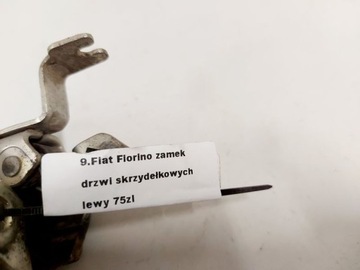 9.Fiat Fiorino zamek
drzwi skrzydełkowych
lewy 75zl